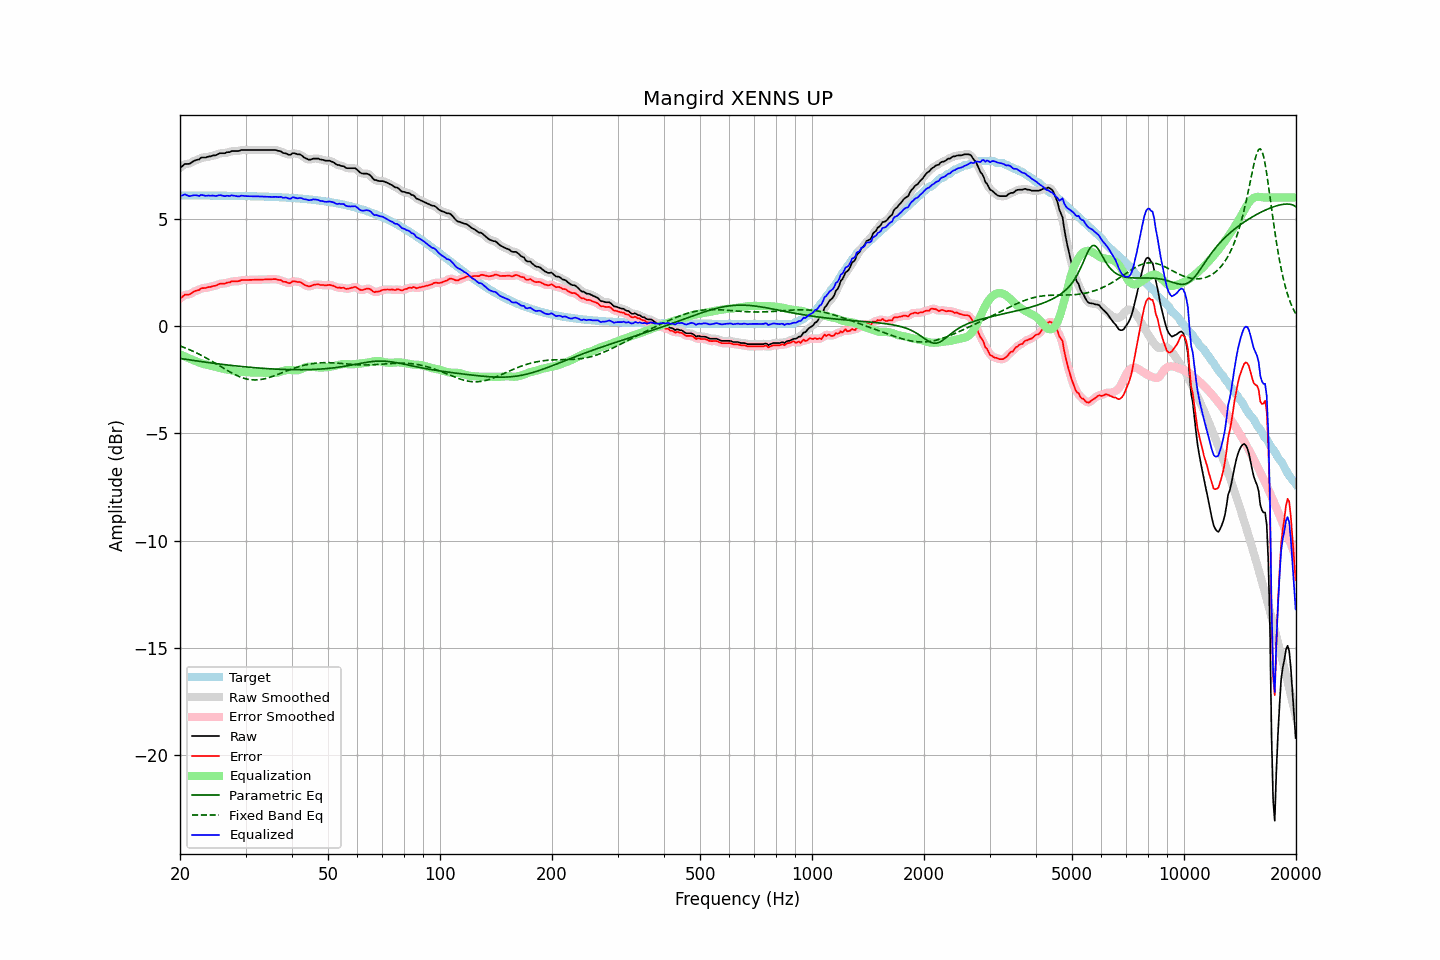 Mangird XENNS UP
Amplitude (dBr)
5
0
−5
−10
−15
−20
Target
Raw Smoothed
Error Smoothed
Raw
Error
Equalization
Parametric Eq
Fixed Band Eq
Equalized
20 50 100 200 500 1000 2000 5000 10000 20000
Frequency (Hz)